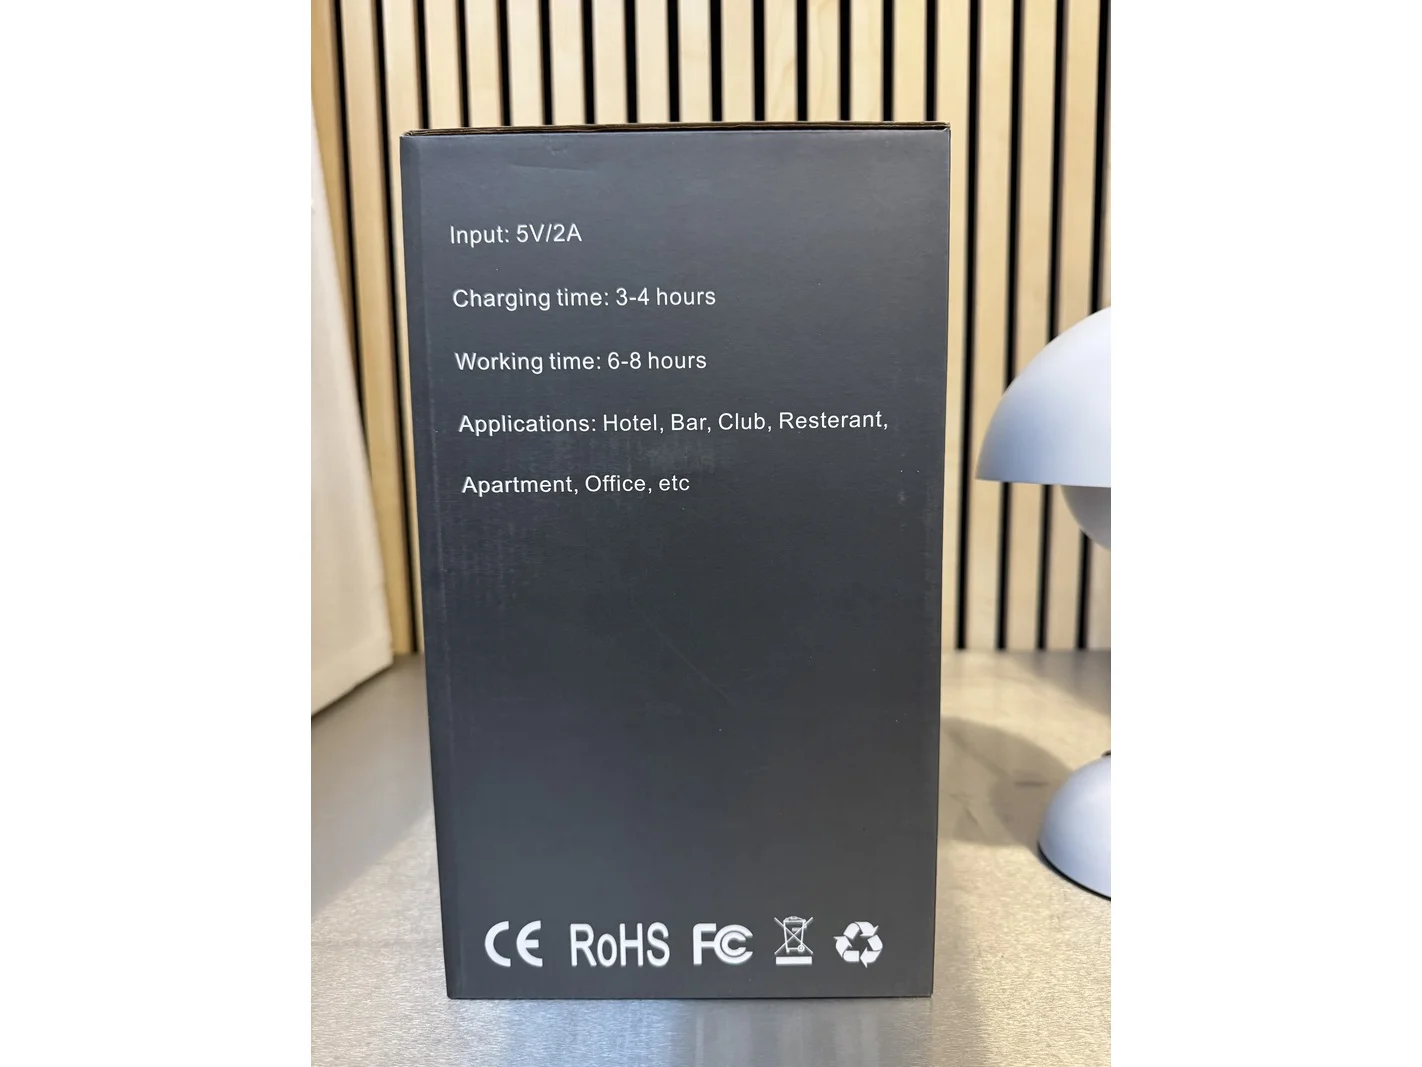 Input: 5V/2A
Charging time: 3-4 hours
Working time: 6-8 hours
Applications: Hotel, Bar, Club, Resterant,
Apartment, Office, etc
CE RoHS FC